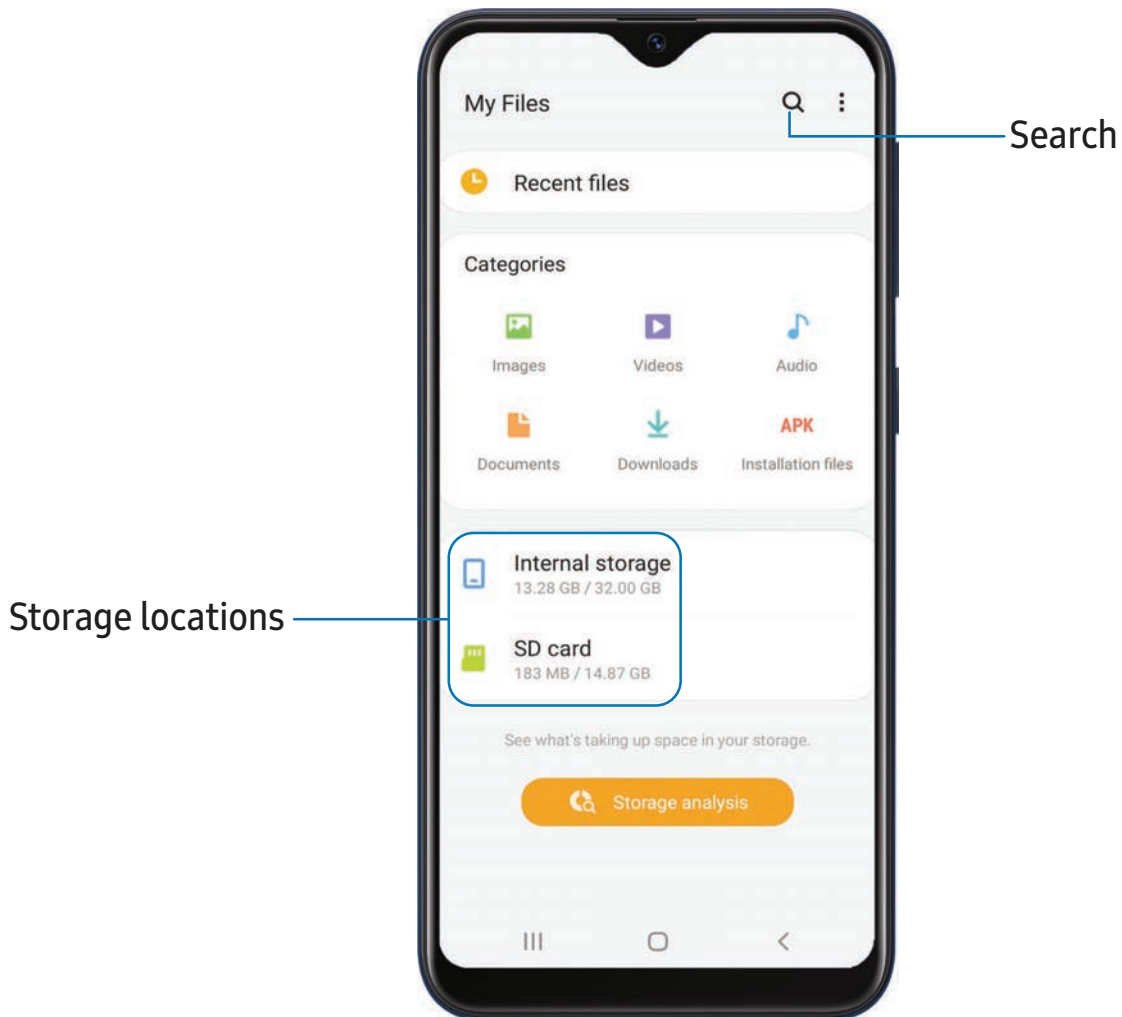 My Files
Search
Recent files
Categories
Images Videos Audio
APK
Documents Downloads Installation files
Internal storage
13.28 GB / 32.00 GB
Storage locations
SD card
183 MB / 14.87 GB
See what's taking up space in your storage.
Storage analysis